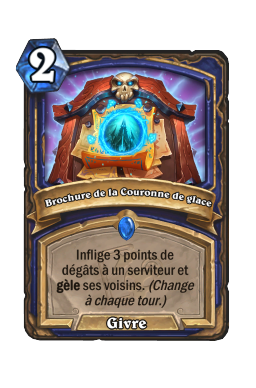 2
Brochure de la Couronne de glace
Inflige 3 points de
dégâts à un serviteur et
gèle ses voisins. (Change
à chaque tour.)
Givre